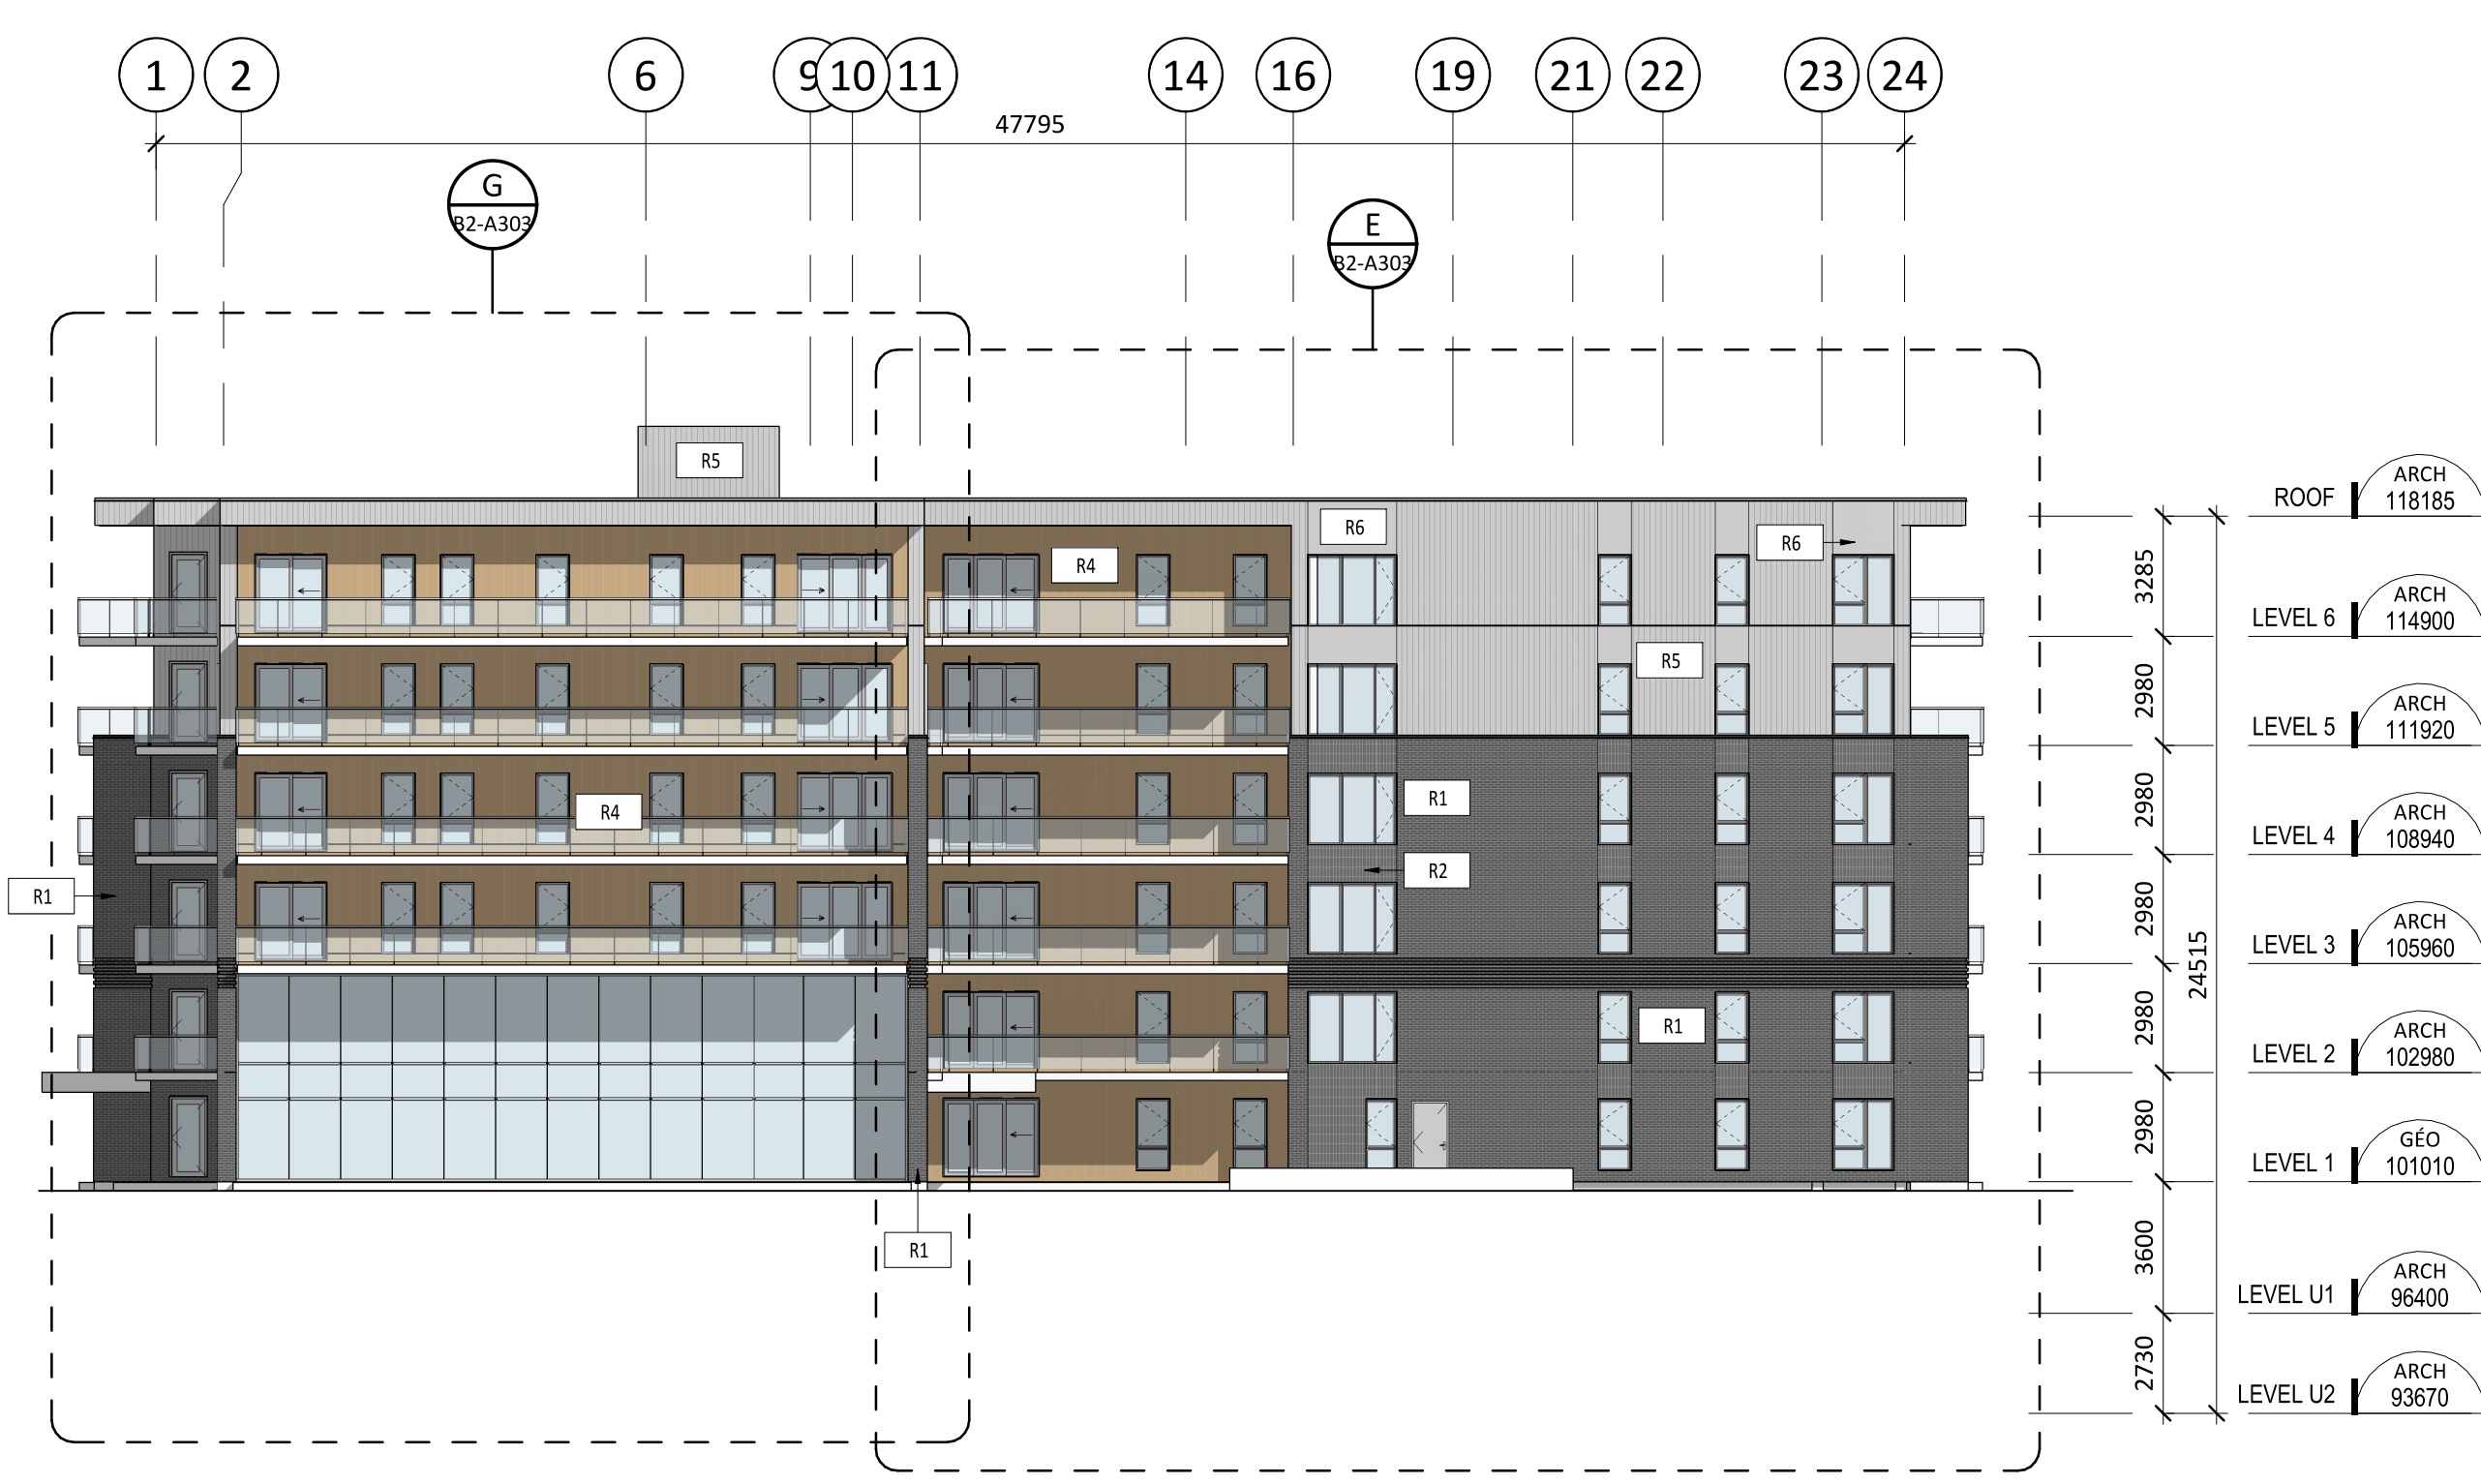 1 2 6 9 10 11 14 16 19 21 22 23 24
47795
G
B2-A303
E
B2-A303
R5
ROOF
ARCH
118185
R6
R6
R4
3285
LEVEL 6
ARCH
114900
R5
2980
LEVEL 5
ARCH
111920
R4
R1
2980
LEVEL 4
ARCH
108940
R1
R2
2980
LEVEL 3
ARCH
105960
24515
R1
2980
LEVEL 2
ARCH
102980
2980
LEVEL 1
GÉO
101010
R1
3600
LEVEL U1
ARCH
96400
2730
LEVEL U2
ARCH
93670